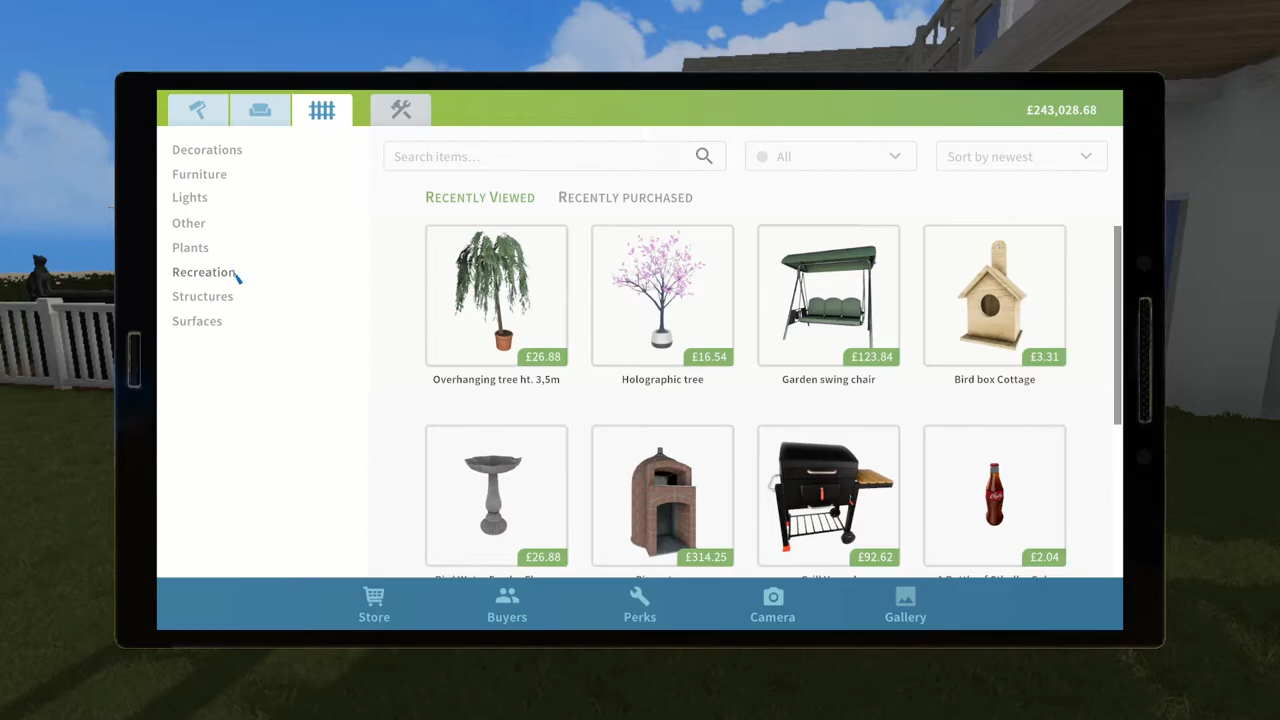 £243,028.68
Decorations
Furniture
Lights
Other
Plants
Recreation
Structures
Surfaces
Search items...
All
Sort by newest
RECENTLY VIEWED
RECENTLY PURCHASED
£26.88
£16.54
£123.84
£3.31
Overhanging tree ht. 3,5m
Holographic tree
Garden swing chair
Bird box Cottage
£26.88
£314.25
£92.62
£2.04
Store
Buyers
Perks
Camera
Gallery